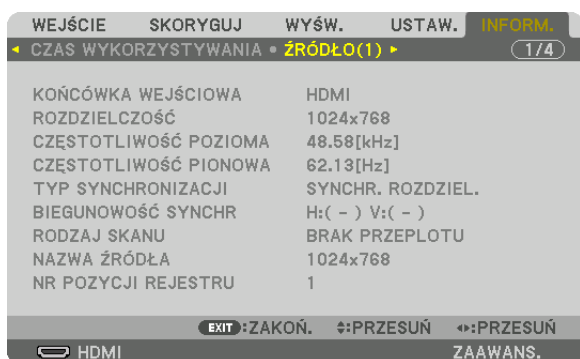 WEJŚCIE SKORYGUJ WYŚW. USTAW. INFORM.
CZAS WYKORZYSTYWANIA • ŹRÓDŁO(1) 1/4
KOŃCÓWKA WEJŚCIOWA HDMI
ROZDZIELCZOŚĆ 1024x768
CZĘSTOTLIWOŚĆ POZIOMA 48.58[kHz]
CZĘSTOTLIWOŚĆ PIONOWA 62.13[Hz]
TYP SYNCHRONIZACJI SYNCHR. ROZDZIEL.
BIEGUNOWOŚĆ SYNCHR H:( - ) V:( - )
RODZAJ SKANU BRAK PRZEPLOTU
NAZWA ŹRÓDŁA 1024x768
NR POZYCJI REJESTRU 1
EXIT:ZAKOŃ. :PRZESUŃ :PRZESUŃ
HDMI ZAAWANS.